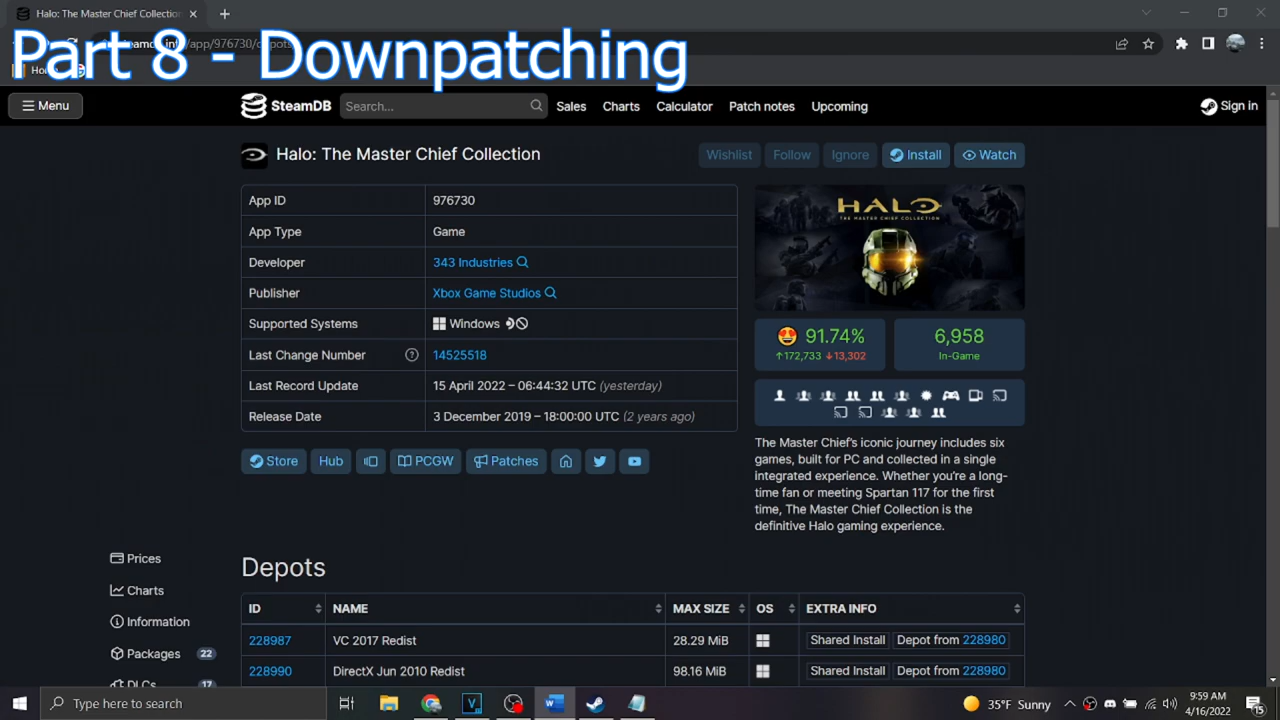 Halo: The Master Chief Collection
Part 8 - Downpatching
/app/976730/depots
Menu
SteamDB
Search...
Sales
Charts
Calculator
Patch notes
Upcoming
Sign in
Halo: The Master Chief Collection
Wishlist
Follow
Ignore
Install
Watch
App ID 976730
App Type Game
Developer 343 Industries
Publisher Xbox Game Studios
Supported Systems Windows
Last Change Number ? 14525518
Last Record Update 15 April 2022 – 06:44:32 UTC (yesterday)
Release Date 3 December 2019 – 18:00:00 UTC (2 years ago)
HALO
THE MASTER CHIEF COLLECTION
91.74%
↑172,733 ↓13,302
6,958
In-Game
Store
Hub
PCGW
Patches
The Master Chief's iconic journey includes six
games, built for PC and collected in a single
integrated experience. Whether you're a long-
time fan or meeting Spartan 117 for the first
time, The Master Chief Collection is the
definitive Halo gaming experience.
Prices
Charts
Information
Packages 22
DLCs 17
Depots
ID NAME MAX SIZE OS EXTRA INFO
228987 VC 2017 Redist 28.29 MiB Shared Install Depot from 228980
228990 DirectX Jun 2010 Redist 98.16 MiB Shared Install Depot from 228980
Type here to search
35°F Sunny
9:59 AM
4/16/2022
15